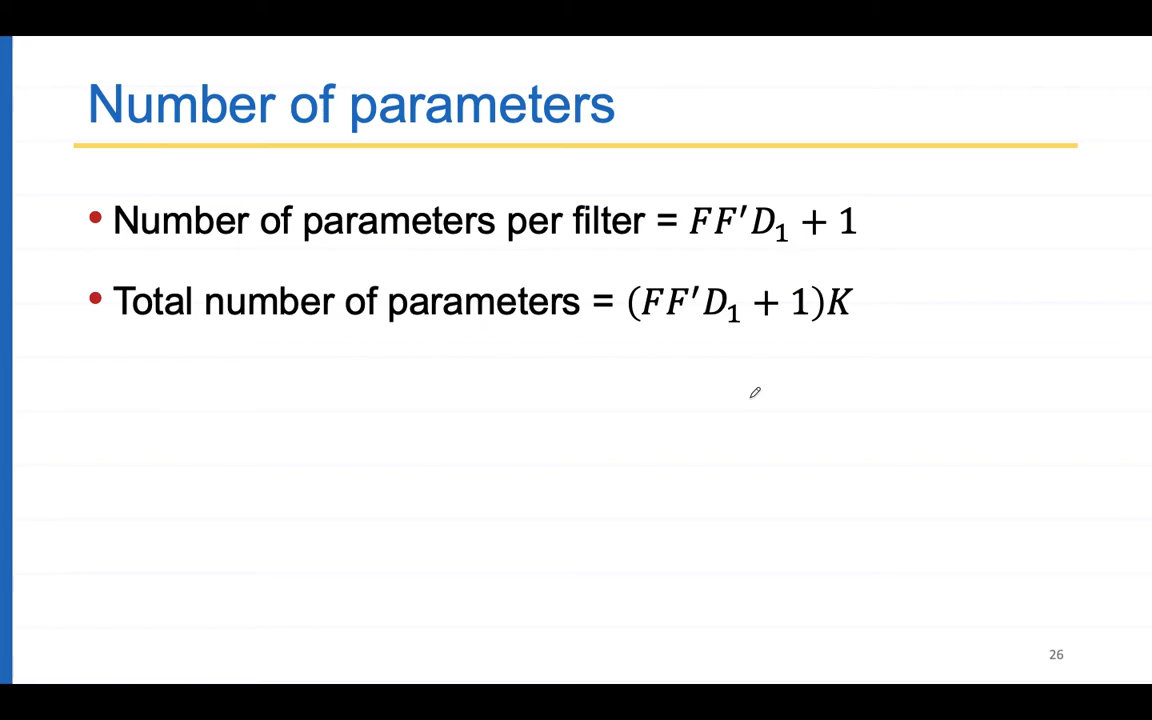 Number of parameters
• Number of parameters per filter = 𝐹𝐹′𝐷₁ + 1
• Total number of parameters = (𝐹𝐹′𝐷₁ + 1)𝐾
26